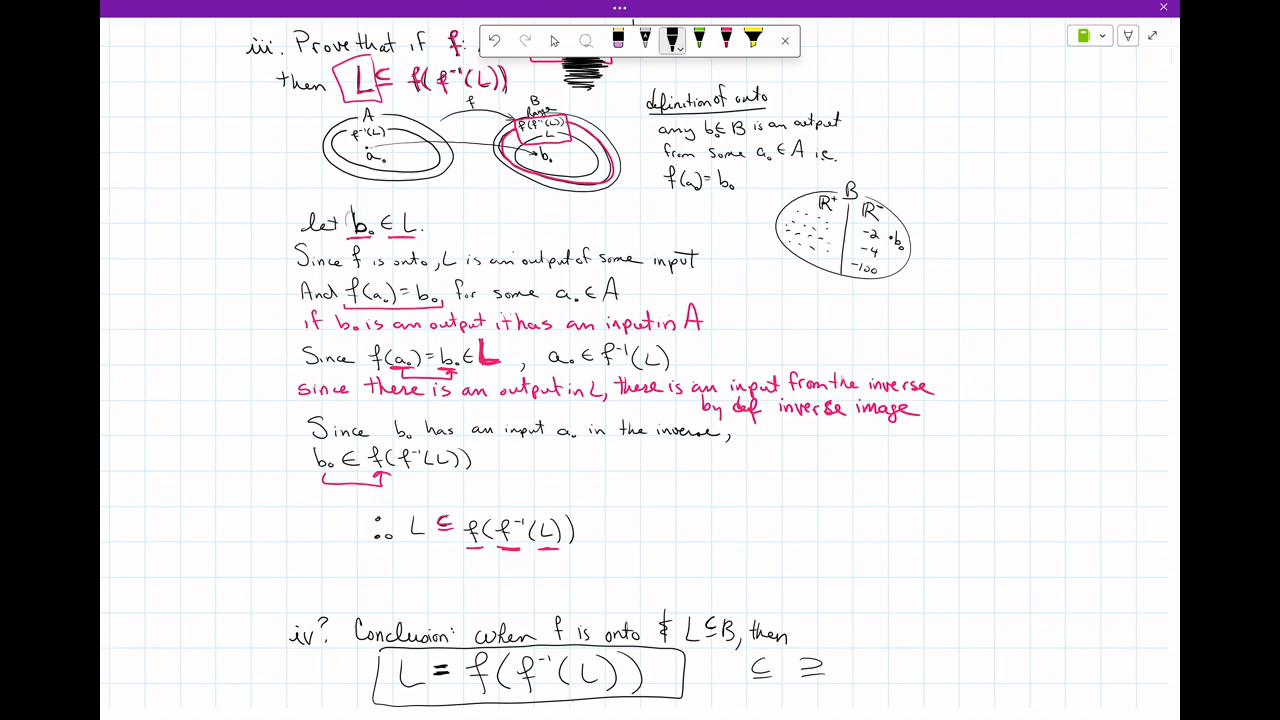 iii. Prove that if f:
then L ⊆ f(f⁻¹(L))
A
f⁻¹(L)
a₀
f
B
Range
f(f⁻¹(L))
L
b₀
definition of onto
any b₀∈B is an output
from some a₀∈A i.e.
f(a₀)=b₀
B
ℝ⁺ ℝ⁻
-2
-4
-100
b₀
let b₀ ∈ L.
Since f is onto, L is an output of some input
And f(a₀)=b₀ for some a₀∈A
if b₀ is an output it has an input in A
Since f(a₀)=b₀∈L, a₀∈f⁻¹(L)
since there is an output in L, there is an input from the inverse
by def inverse image
Since b₀ has an input a₀ in the inverse,
b₀∈ f(f⁻¹(L))
∴ L ⊆ f(f⁻¹(L))
iv? Conclusion: when f is onto & L⊆B, then
L = f(f⁻¹(L)) ⊆ ⊇